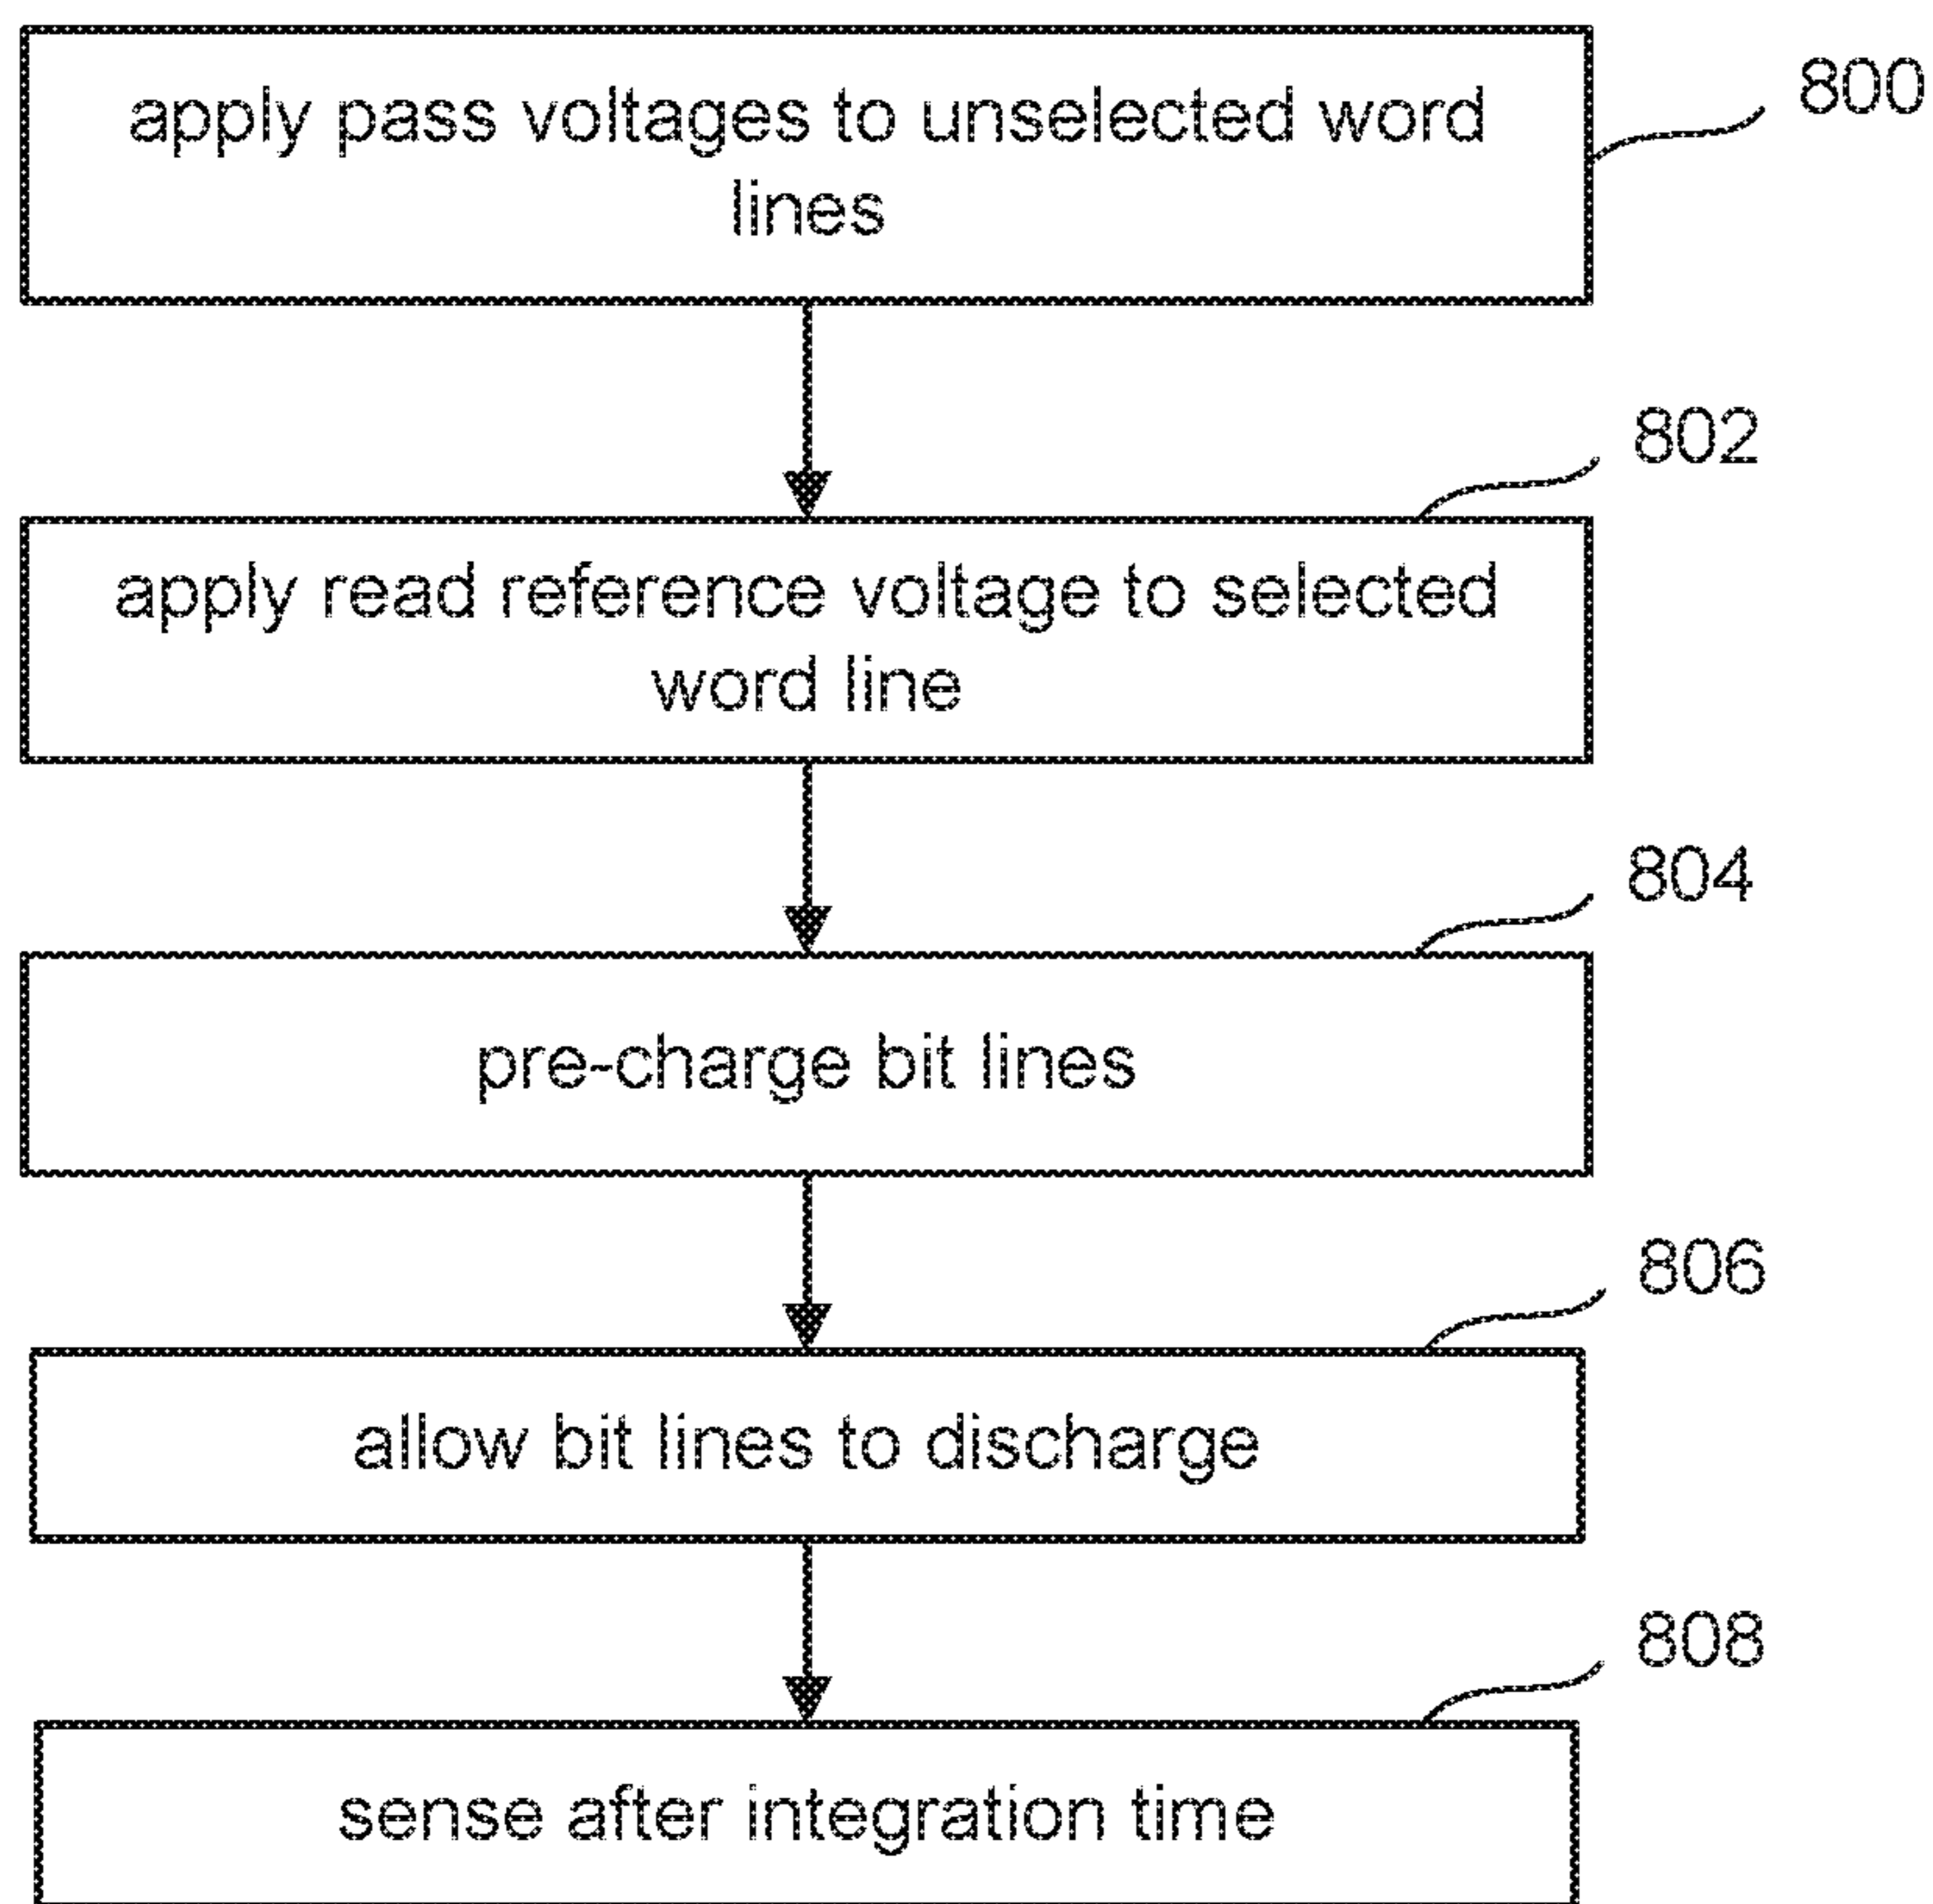 800
apply pass voltages to unselected word
lines
802
apply read reference voltage to selected
word line
804
pre-charge bit lines
806
allow bit lines to discharge
808
sense after integration time